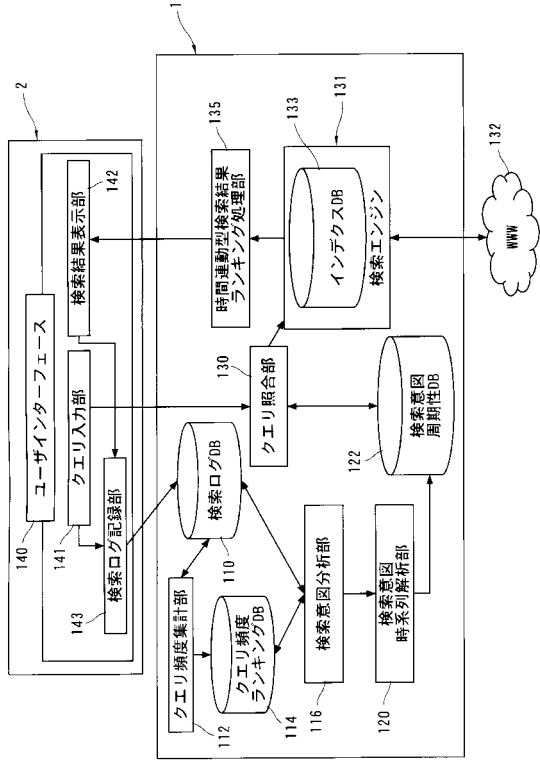 2
140
ユーザインターフェース
141
クエリ入力部
検索結果表示部
142
143
検索ログ記録部
1
112
クエリ頻度集計部
検索ログDB
110
クエリ頻度
ランキングDB
114
130
クエリ照合部
135
時間連動型検索結果
ランキング処理部
131
133
インデクスDB
検索エンジン
116
検索意図分析部
120
検索意図
時系列解析部
122
検索意図
周期性DB
132
WWW